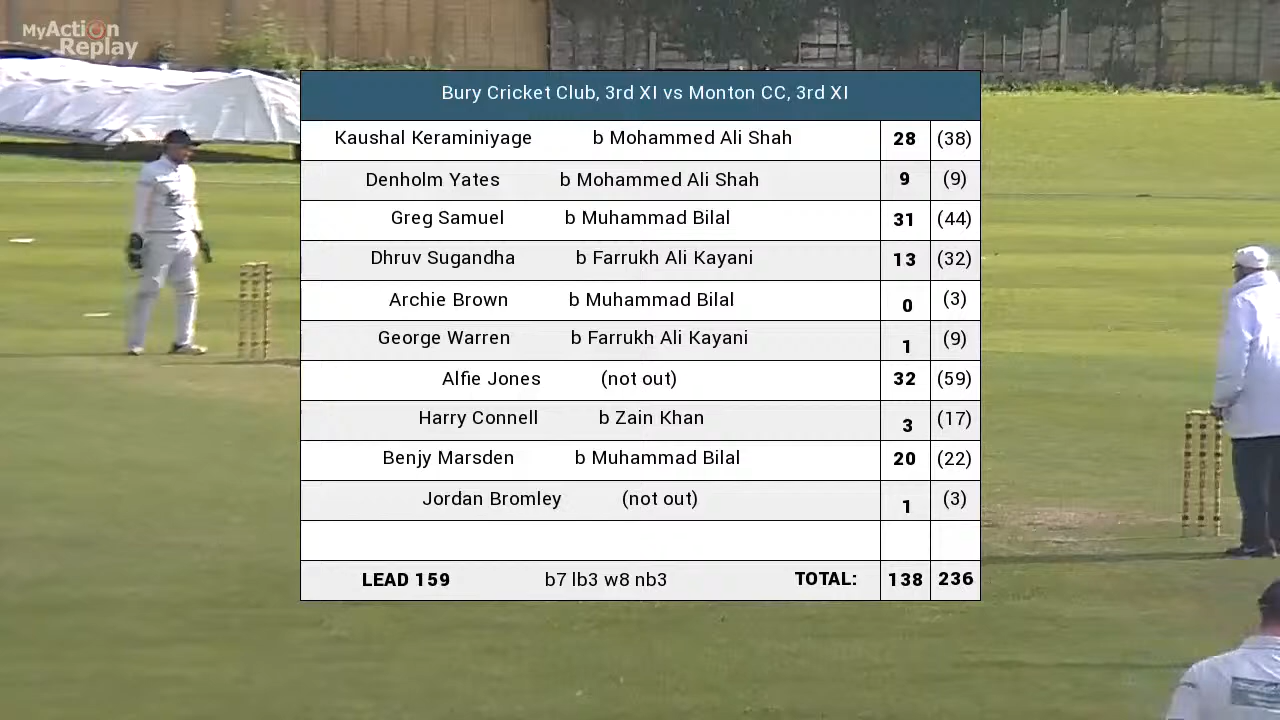 MyAction
Replay
Bury Cricket Club, 3rd XI vs Monton CC, 3rd XI
Kaushal Keraminiyage b Mohammed Ali Shah 28 (38)
Denholm Yates b Mohammed Ali Shah 9 (9)
Greg Samuel b Muhammad Bilal 31 (44)
Dhruv Sugandha b Farrukh Ali Kayani 13 (32)
Archie Brown b Muhammad Bilal 0 (3)
George Warren b Farrukh Ali Kayani 1 (9)
Alfie Jones (not out) 32 (59)
Harry Connell b Zain Khan 3 (17)
Benjy Marsden b Muhammad Bilal 20 (22)
Jordan Bromley (not out) 1 (3)
LEAD 159 b7 lb3 w8 nb3 TOTAL: 138 236